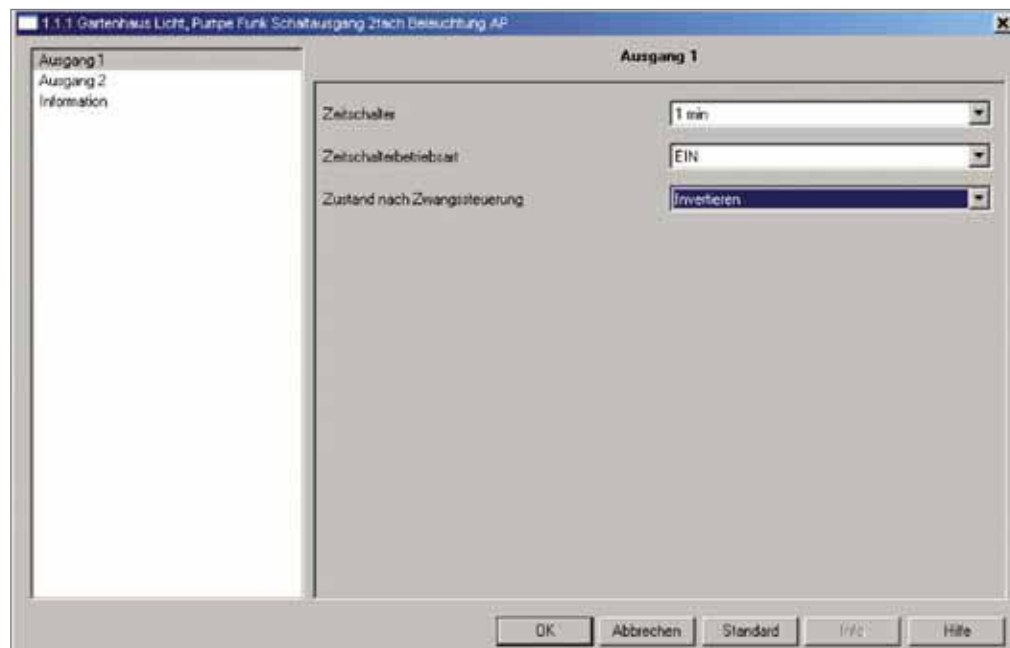 1.1.1 Gartenhaus Licht, Pumpe Funk Schaltausgang 2fach Beleuchtung AP
Ausgang 1
Ausgang 2
Information
Ausgang 1
Zeitschalter
1 min
Zeitschalterbetriebsart
EIN
Zustand nach Zwangssteuerung
Invertieren
OK
Abbrechen
Standard
Info
Hilfe